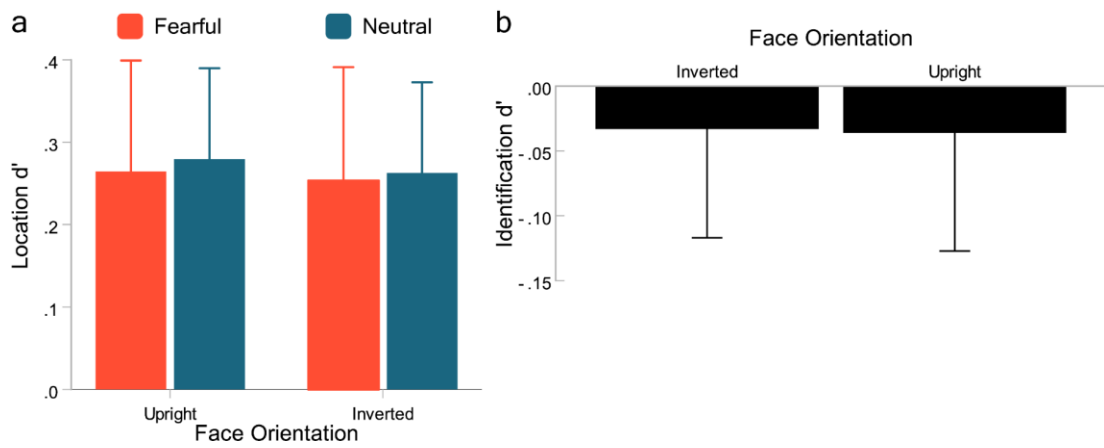 a
Fearful Neutral
.4
.3
.2
.1
.0
Location d'
Upright Inverted
Face Orientation
b
Face Orientation
Inverted Upright
.00
-.05
-.10
-.15
Identification d'